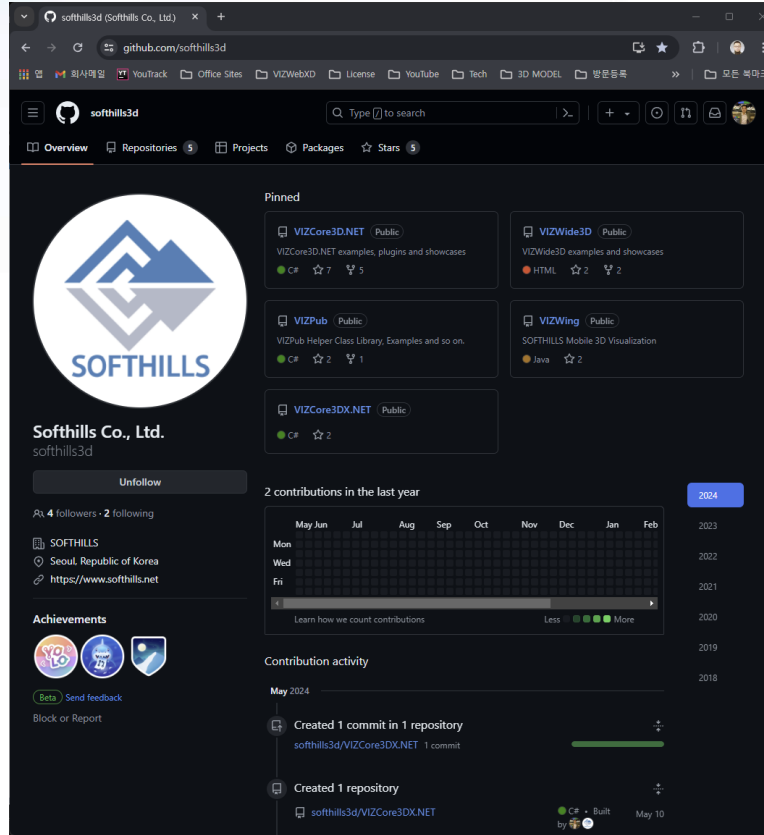 softhills3d (Softhills Co., Ltd.)
github.com/softhills3d
앱 회사메일 YouTrack Office Sites VIZWebXD License YouTube Tech 3D MODEL 방문등록 » 모든 북마크
softhills3d
Type / to search
Overview Repositories 5 Projects Packages Stars 5
SOFTHILLS
Softhills Co., Ltd.
softhills3d
Unfollow
4 followers · 2 following
SOFTHILLS
Seoul, Republic of Korea
https://www.softhills.net
Achievements
YOLO
Beta Send feedback
Block or Report
Pinned
VIZCore3D.NET Public
VIZCore3D.NET examples, plugins and showcases
C# 7 5
VIZWide3D Public
VIZWide3D examples and showcases
HTML 2 2
VIZPub Public
VIZPub Helper Class Library, Examples and so on.
C# 2 1
VIZWing Public
SOFTHILLS Mobile 3D Visualization
Java 2
VIZCore3DX.NET Public
C# 2
2 contributions in the last year
May Jun Jul Aug Sep Oct Nov Dec Jan Feb
Mon
Wed
Fri
Learn how we count contributions
Less More
2024
2023
2022
2021
2020
2019
2018
Contribution activity
May 2024
Created 1 commit in 1 repository
softhills3d/VIZCore3DX.NET 1 commit
Created 1 repository
softhills3d/VIZCore3DX.NET
C# • Built
by
May 10